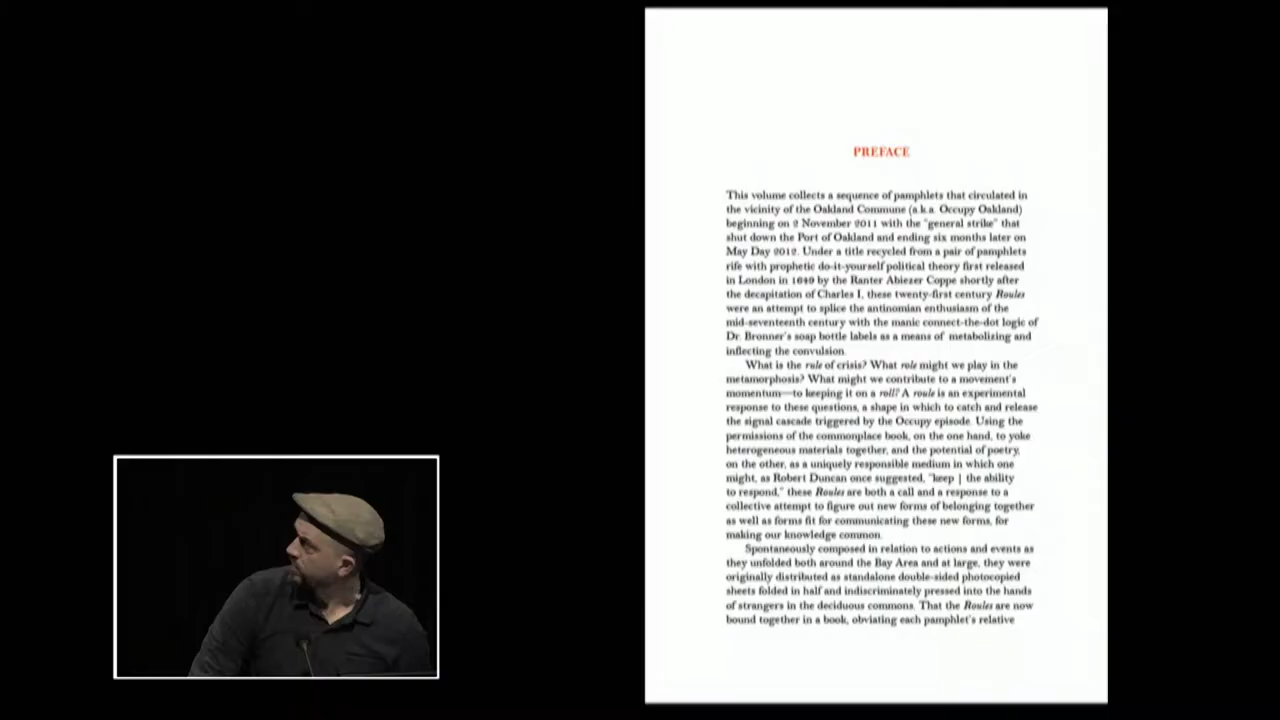 PREFACE
This volume collects a sequence of pamphlets that circulated in
the vicinity of the Oakland Commune (a.k.a. Occupy Oakland)
beginning on 2 November 2011 with the "general strike" that
shut down the Port of Oakland and ending six months later on
May Day 2012. Under a title recycled from a pair of pamphlets
rife with prophetic do-it-yourself political theory first released
in London in 1649 by the Ranter Abiezer Coppe shortly after
the decapitation of Charles I, these twenty-first century Roules
were an attempt to splice the antinomian enthusiasm of the
mid-seventeenth century with the manic connect-the-dot logic of
Dr. Bronner's soap bottle labels as a means of metabolizing and
inflecting the convulsion.
What is the rule of crisis? What role might we play in the
metamorphosis? What might we contribute to a movement's
momentum—to keeping it on a roll? A roule is an experimental
response to these questions, a shape in which to catch and release
the signal cascade triggered by the Occupy episode. Using the
permissions of the commonplace book, on the one hand, to yoke
heterogeneous materials together, and the potential of poetry,
on the other, as a uniquely responsible medium in which one
might, as Robert Duncan once suggested, "keep | the ability
to respond," these Roules are both a call and a response to a
collective attempt to figure out new forms of belonging together
as well as forms fit for communicating these new forms, for
making our knowledge common.
Spontaneously composed in relation to actions and events as
they unfolded both around the Bay Area and at large, they were
originally distributed as standalone double-sided photocopied
sheets folded in half and indiscriminately pressed into the hands
of strangers in the deciduous commons. That the Roules are now
bound together in a book, obviating each pamphlet's relative